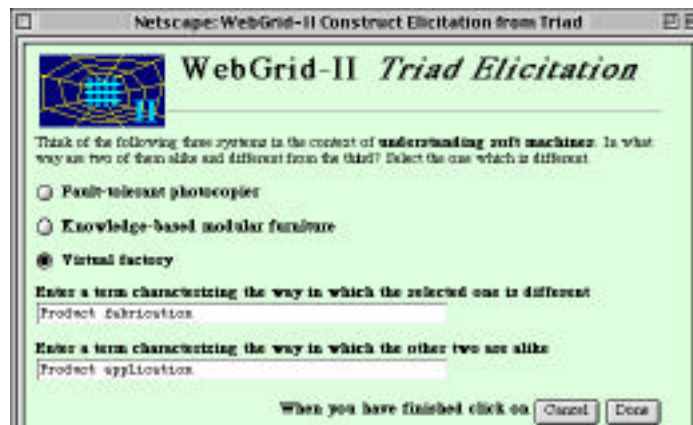 Netscape: WebGrid-II Construct Elicitation from Triad
WebGrid-II Triad Elicitation
II
Think of the following three systems in the context of understanding soft machines. In what
way are two of them alike and different from the third? Select the one which is different.
Fault-tolerant photocopier
Knowledge-based modular furniture
Virtual factory
Enter a term characterizing the way in which the selected one is different
Product fabrication
Enter a term characterizing the way in which the other two are alike
Product application
When you have finished click on Cancel Done